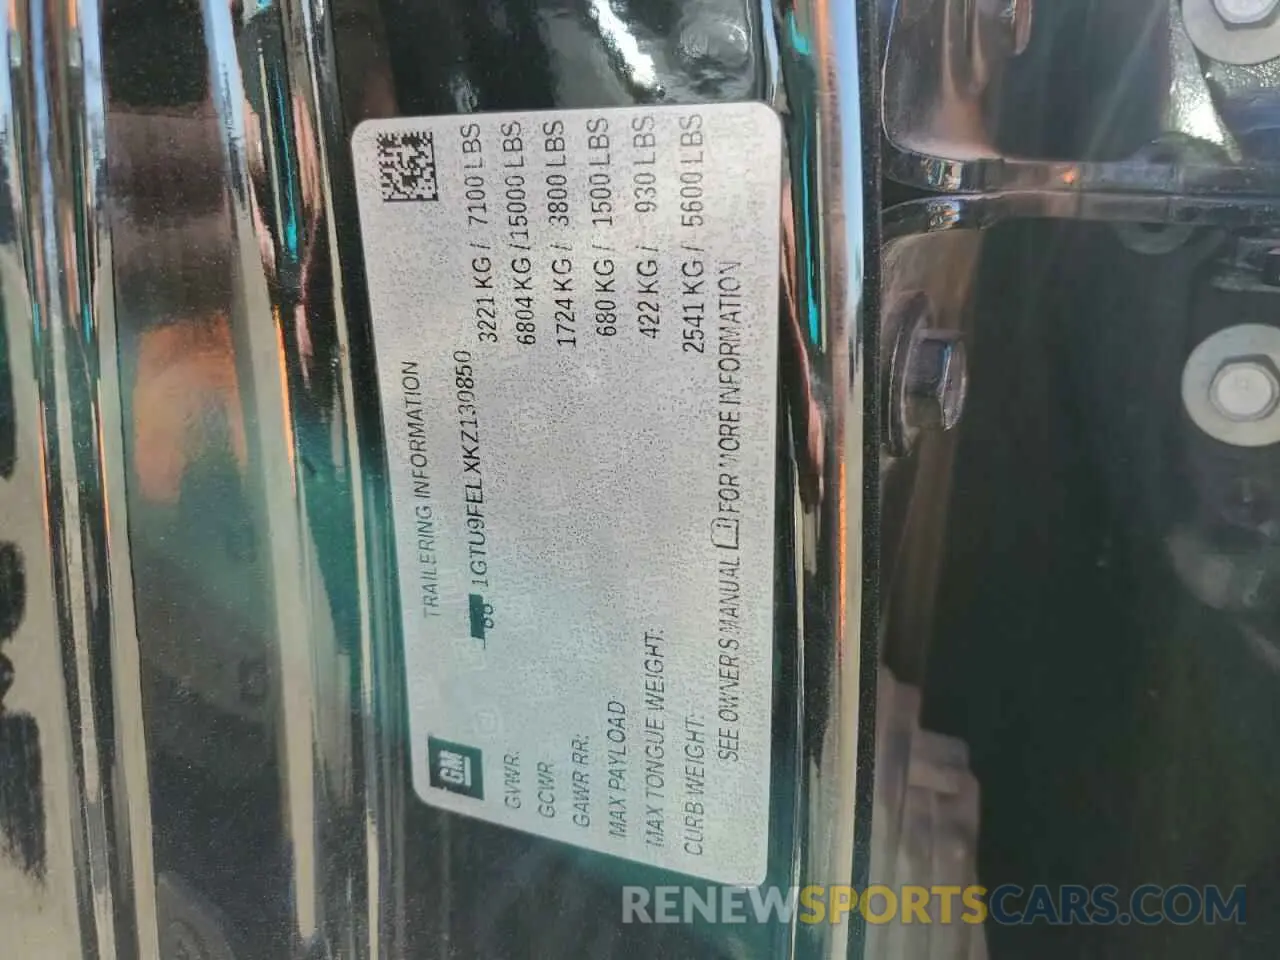 GM
TRAILERING INFORMATION
1GTU9FELXKZ130850
GVWR: 3221 KG / 7100 LBS
GCWR 6804 KG / 15000 LBS
GAWR RR: 1724 KG / 3800 LBS
MAX PAYLOAD 680 KG / 1500 LBS
MAX TONGUE WEIGHT: 422 KG / 930 LBS
CURB WEIGHT: 2541 KG / 5600 LBS
SEE OWNER'S MANUAL FOR MORE INFORMATION
RENEWSPORTSCARS.COM